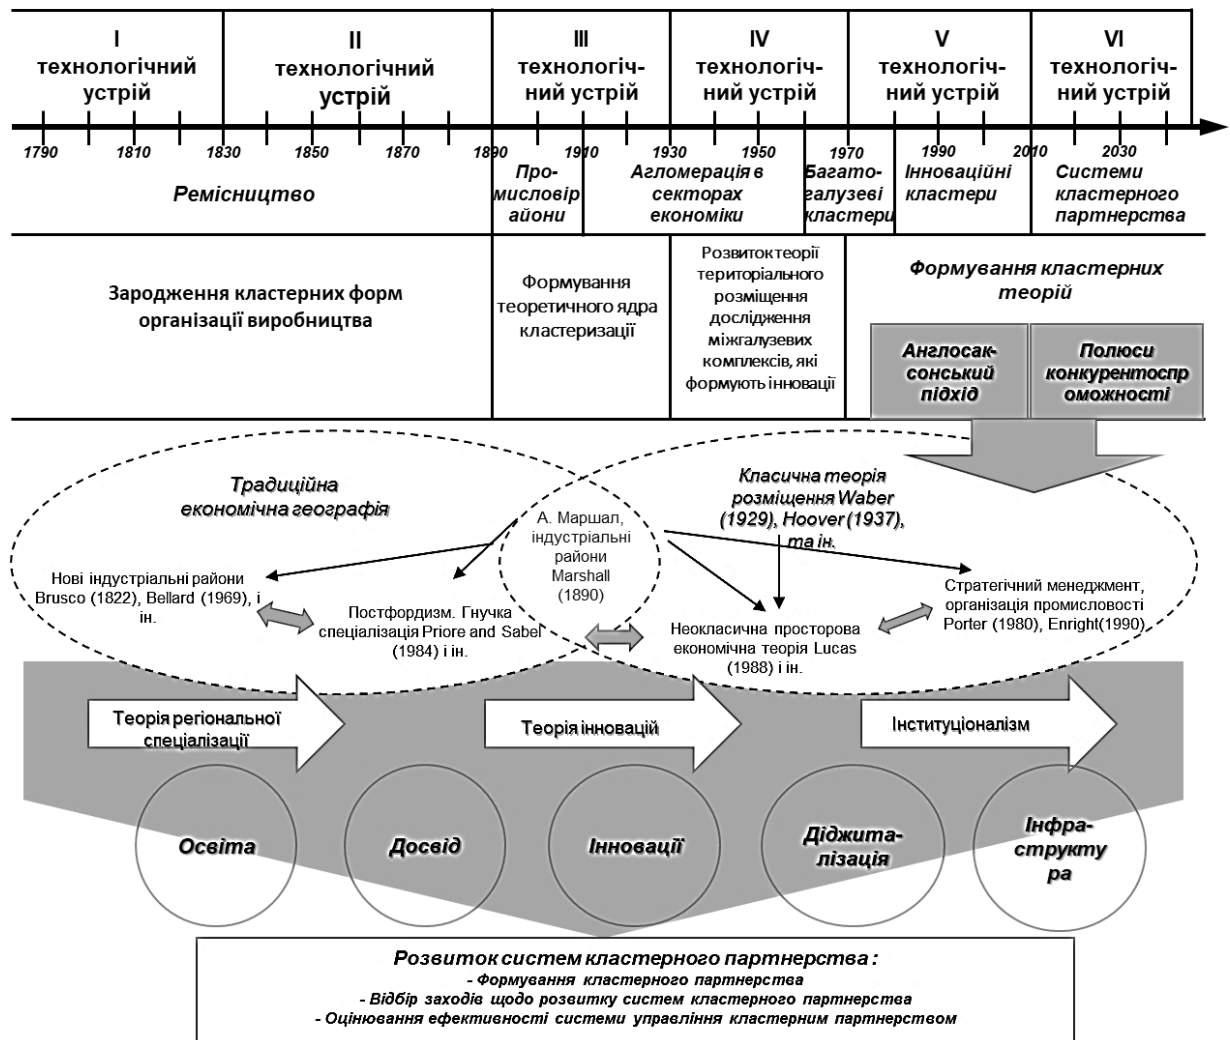 I
технологічний
устрій
II
технологічний
устрій
III
технологіч-
ний устрій
IV
технологіч-
ний устрій
V
технологіч-
ний устрій
VI
технологіч-
ний устрій
1790
1810
1830
1850
1870
1890
1910
1930
1950
1970
1990
2010
2030
Ремісництво
Про-
мисловір
айони
Агломерація в
секторах
економіки
Багато-
галузеві
кластери
Інноваційні
кластери
Системи
кластерного
партнерства
Зародження кластерних форм
організації виробництва
Формування
теоретичного ядра
кластеризації
Розвиток теорії
територіального
розміщення
дослідження
міжгалузевих
комплексів, які
формують інновації
Формування кластерних
теорій
Англосак-
сонський
підхід
Полюси
конкурентоспр
оможності
Традиційна
економічна географія
А. Маршал,
індустріальні
райони
Marshall
(1890)
Класична теорія
розміщення Waber
(1929), Hoover (1937),
та ін.
Нові індустріальні райони
Brusco (1822), Bellard (1969), і
ін.
Постфордизм. Гнучка
спеціалізація Priore and Sabel
(1984) і ін.
Неокласична просторова
економічна теорія Lucas
(1988) і ін.
Стратегічний менеджмент,
організація промисловості
Porter (1980), Enright(1990)
Теорія регіональної
спеціалізації
Теорія інновацій
Інституціоналізм
Освіта
Досвід
Інновації
Діджита-
лізація
Інфра-
структу
ра
Розвиток систем кластерного партнерства :
- Формування кластерного партнерства
- Відбір заходів щодо розвитку систем кластерного партнерства
- Оцінювання ефективності системи управління кластерним партнерством